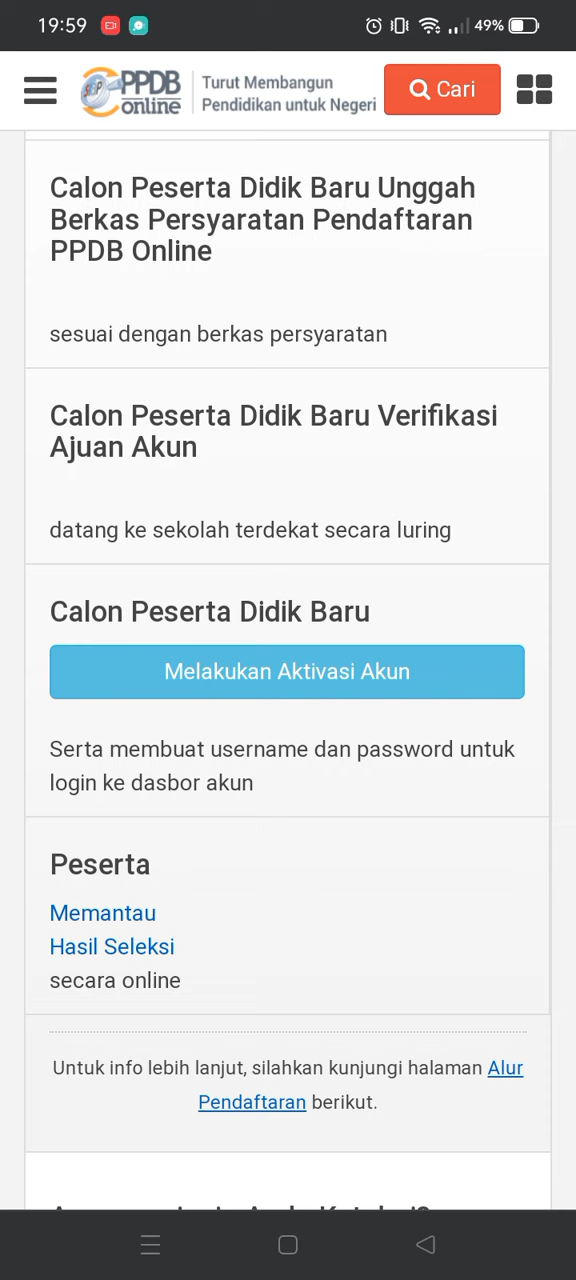 19:59
49%
PPDB online
Turut Membangun
Pendidikan untuk Negeri
Cari
Calon Peserta Didik Baru Unggah
Berkas Persyaratan Pendaftaran
PPDB Online
sesuai dengan berkas persyaratan
Calon Peserta Didik Baru Verifikasi
Ajuan Akun
datang ke sekolah terdekat secara luring
Calon Peserta Didik Baru
Melakukan Aktivasi Akun
Serta membuat username dan password untuk
login ke dasbor akun
Peserta
Memantau
Hasil Seleksi
secara online
Untuk info lebih lanjut, silahkan kunjungi halaman Alur
Pendaftaran berikut.